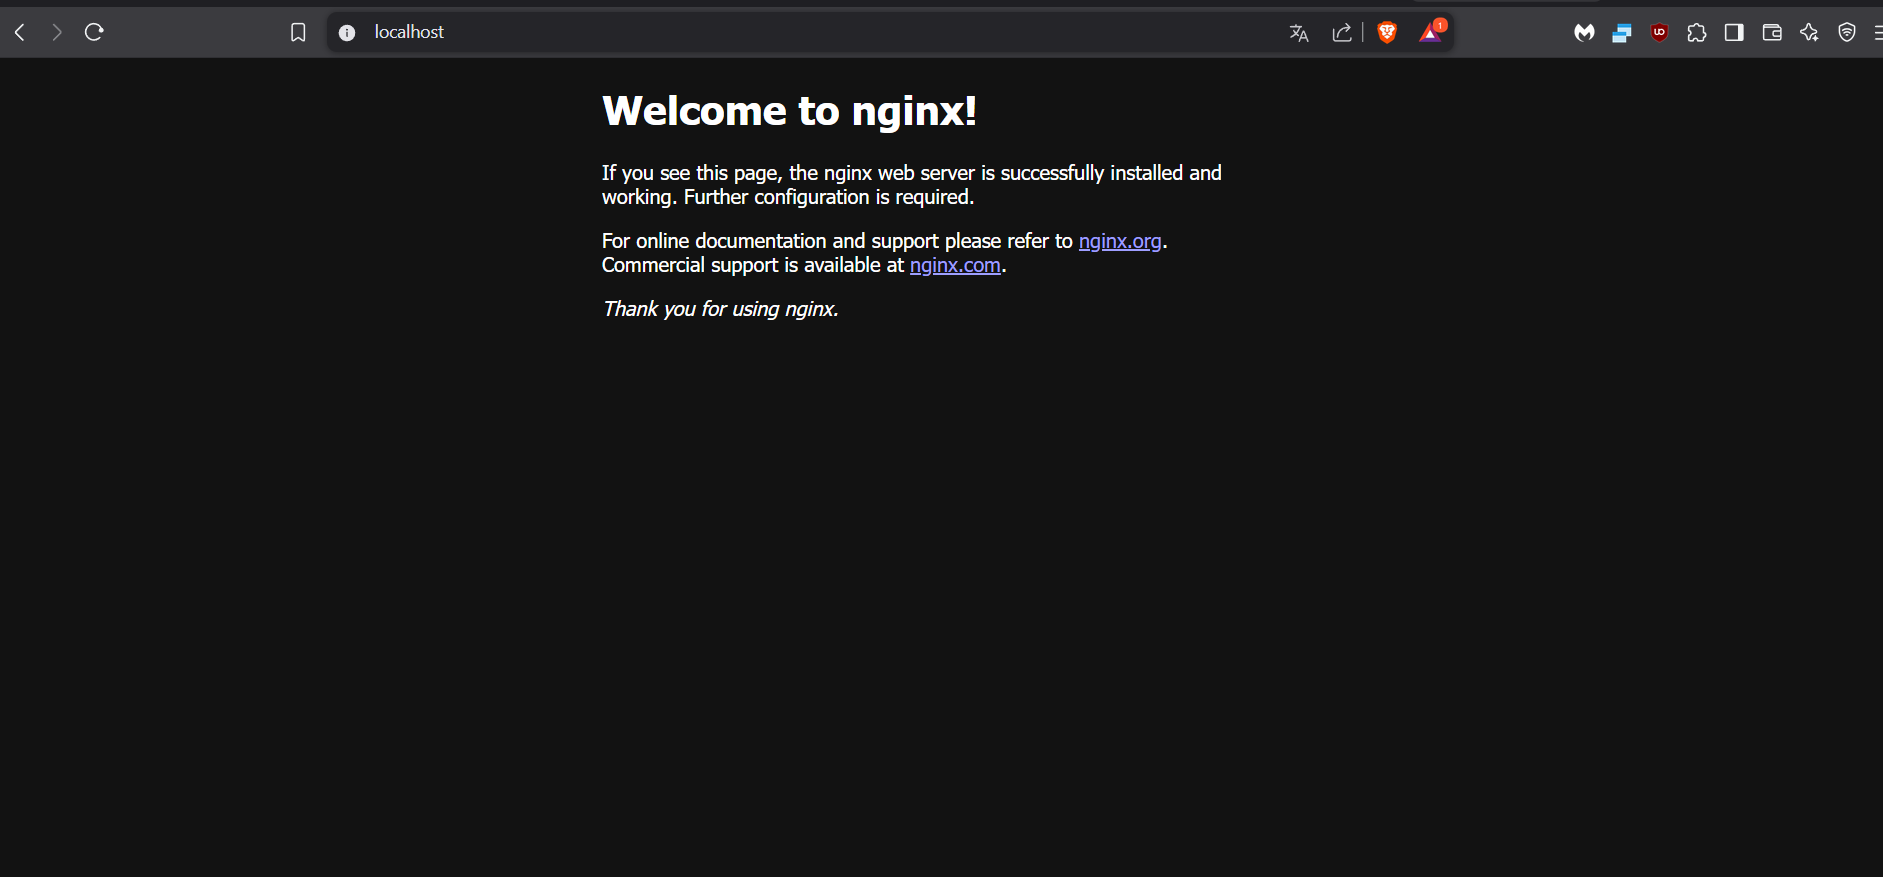 localhost
1
Welcome to nginx!
If you see this page, the nginx web server is successfully installed and
working. Further configuration is required.
For online documentation and support please refer to nginx.org.
Commercial support is available at nginx.com.
Thank you for using nginx.